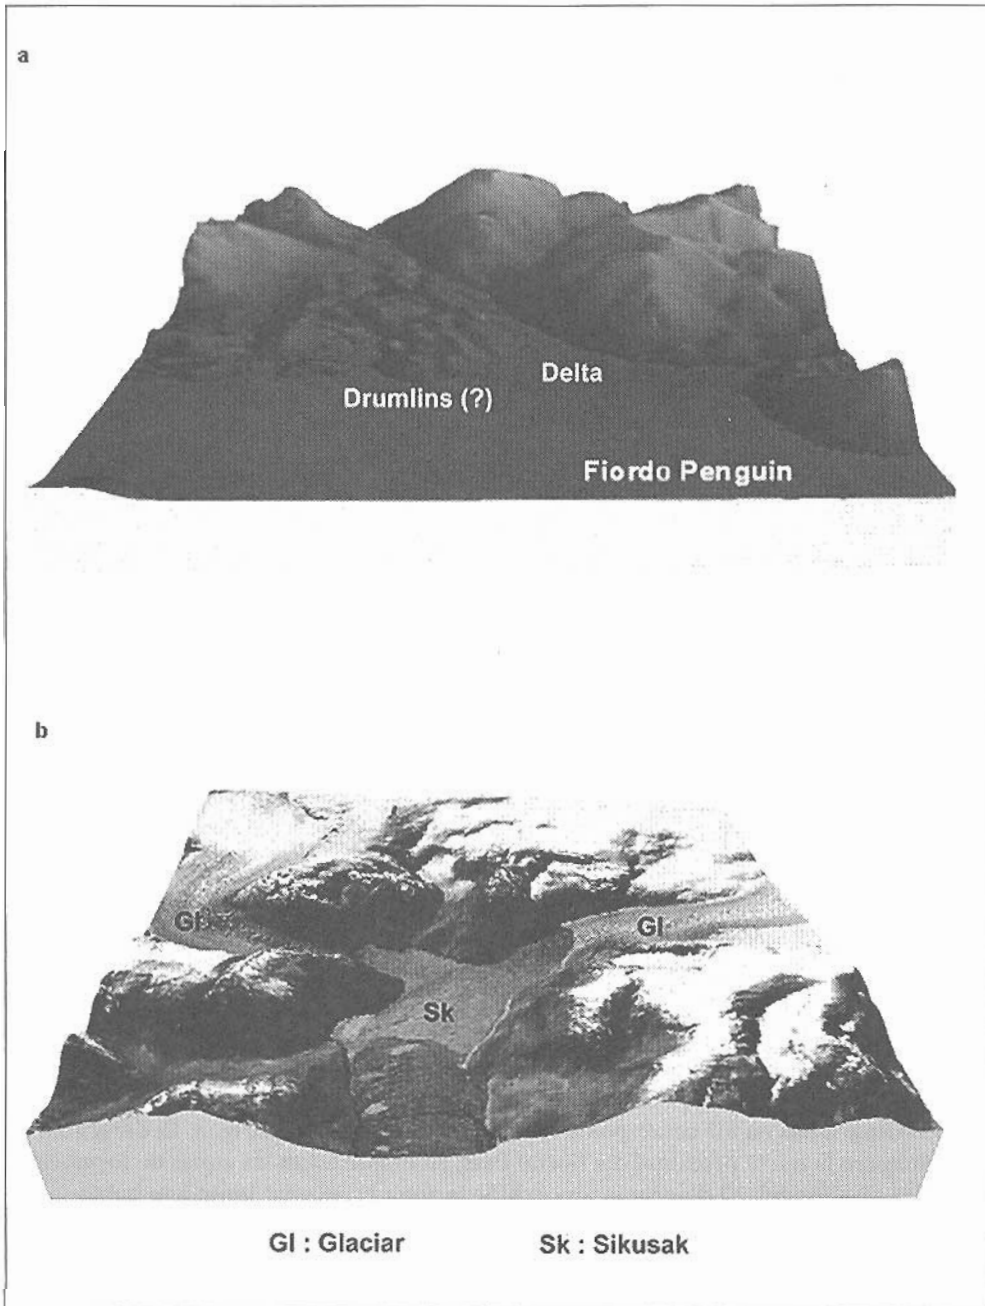 a
Delta
Drumlins (?)
Fiordo Penguin
b
Gl
Gl
Sk
Gl : Glaciar
Sk : Sikusak